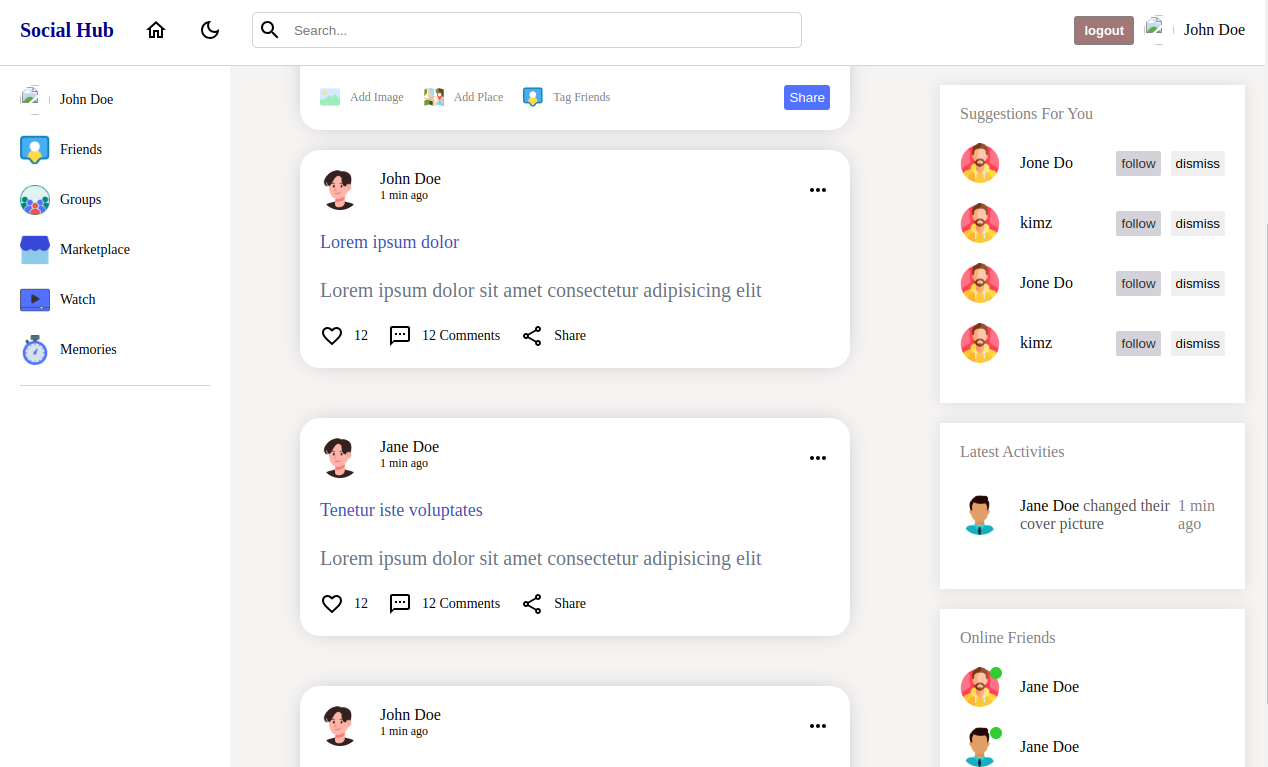 Social Hub
Search...
logout
John Doe
John Doe
Friends
Groups
Marketplace
Watch
Memories
Add Image
Add Place
Tag Friends
Share
John Doe
1 min ago
Lorem ipsum dolor
Lorem ipsum dolor sit amet consectetur adipisicing elit
12
12 Comments
Share
Jane Doe
1 min ago
Tenetur iste voluptates
Lorem ipsum dolor sit amet consectetur adipisicing elit
12
12 Comments
Share
John Doe
1 min ago
Suggestions For You
Jone Do
follow
dismiss
kimz
follow
dismiss
Jone Do
follow
dismiss
kimz
follow
dismiss
Latest Activities
Jane Doe changed their
cover picture
1 min
ago
Online Friends
Jane Doe
Jane Doe